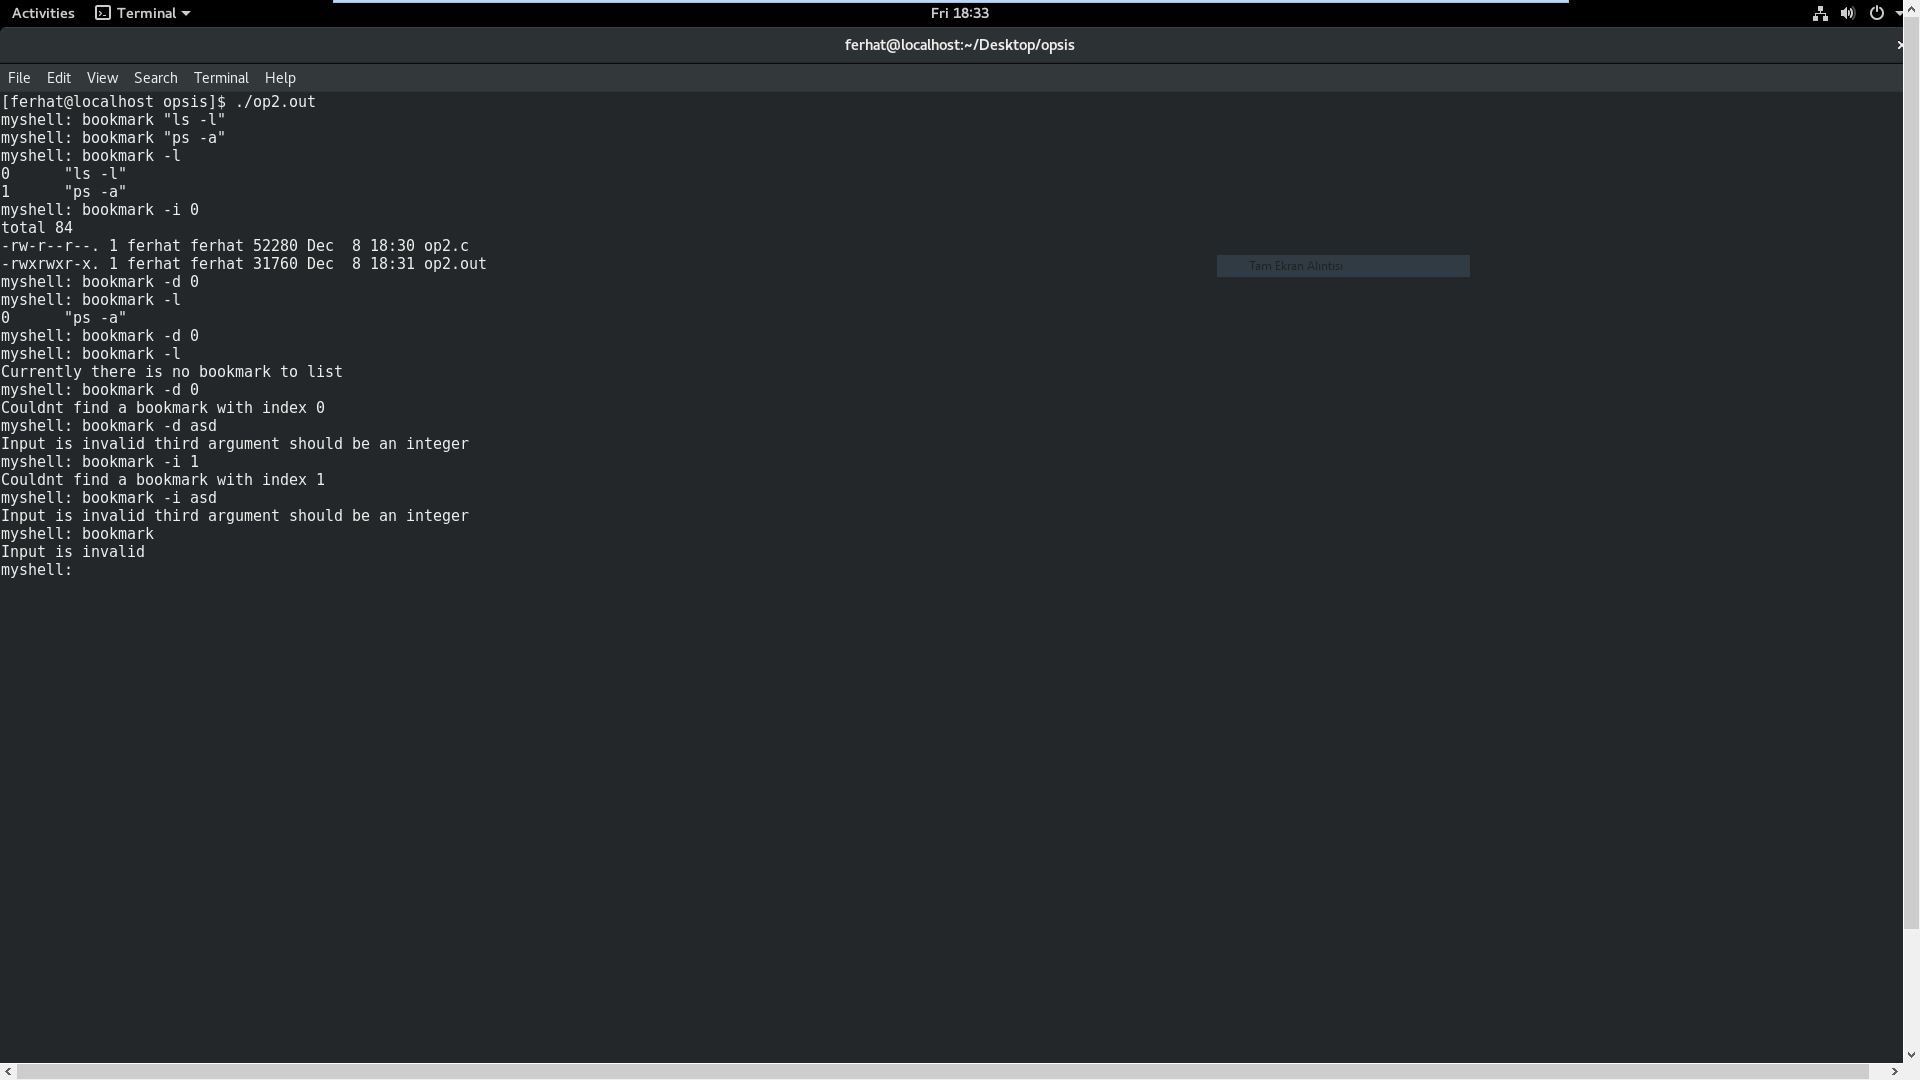 Activities Terminal Fri 18:33
ferhat@localhost:~/Desktop/opsis
File Edit View Search Terminal Help
[ferhat@localhost opsis]$ ./op2.out
myshell: bookmark "ls -l"
myshell: bookmark "ps -a"
myshell: bookmark -l
0      "ls -l"
1      "ps -a"
myshell: bookmark -i 0
total 84
-rw-r--r--. 1 ferhat ferhat 52280 Dec  8 18:30 op2.c
-rwxrwxr-x. 1 ferhat ferhat 31760 Dec  8 18:31 op2.out
Tam Ekran Alıntısı
myshell: bookmark -d 0
myshell: bookmark -l
0      "ps -a"
myshell: bookmark -d 0
myshell: bookmark -l
Currently there is no bookmark to list
myshell: bookmark -d 0
Couldnt find a bookmark with index 0
myshell: bookmark -d asd
Input is invalid third argument should be an integer
myshell: bookmark -i 1
Couldnt find a bookmark with index 1
myshell: bookmark -i asd
Input is invalid third argument should be an integer
myshell: bookmark
Input is invalid
myshell: